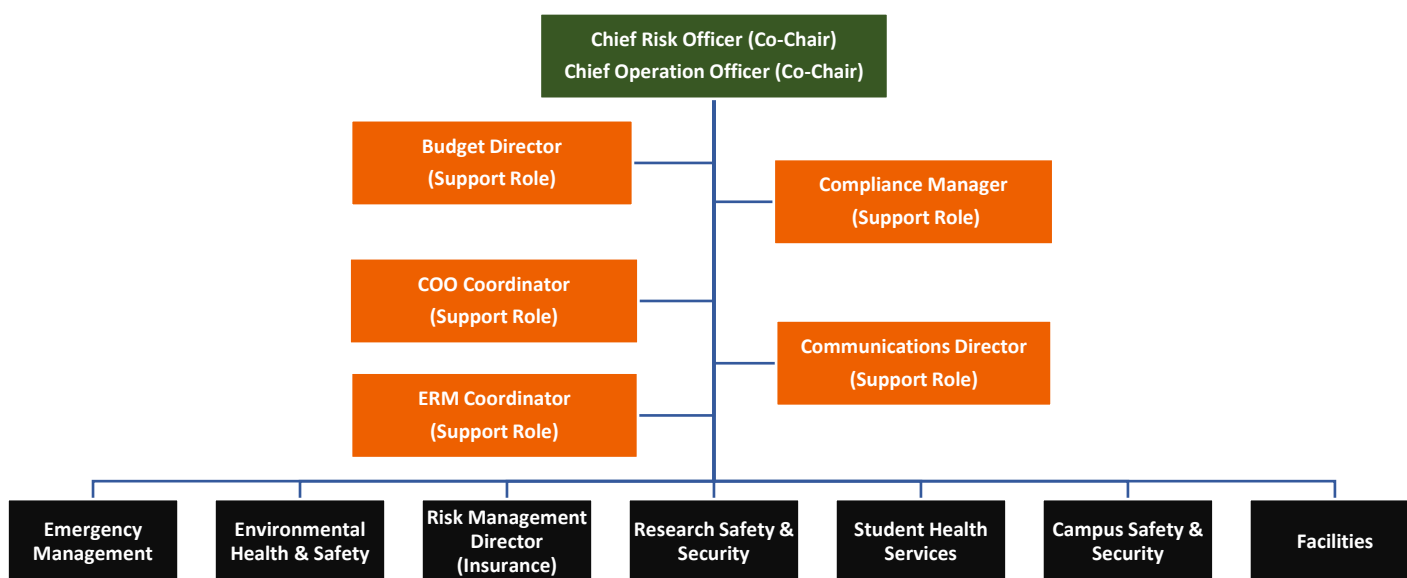 Chief Risk Officer (Co-Chair)
Chief Operation Officer (Co-Chair)
Budget Director
(Support Role)
Compliance Manager
(Support Role)
COO Coordinator
(Support Role)
Communications Director
(Support Role)
ERM Coordinator
(Support Role)
Emergency
Management
Environmental
Health & Safety
Risk Management
Director
(Insurance)
Research Safety &
Security
Student Health
Services
Campus Safety &
Security
Facilities